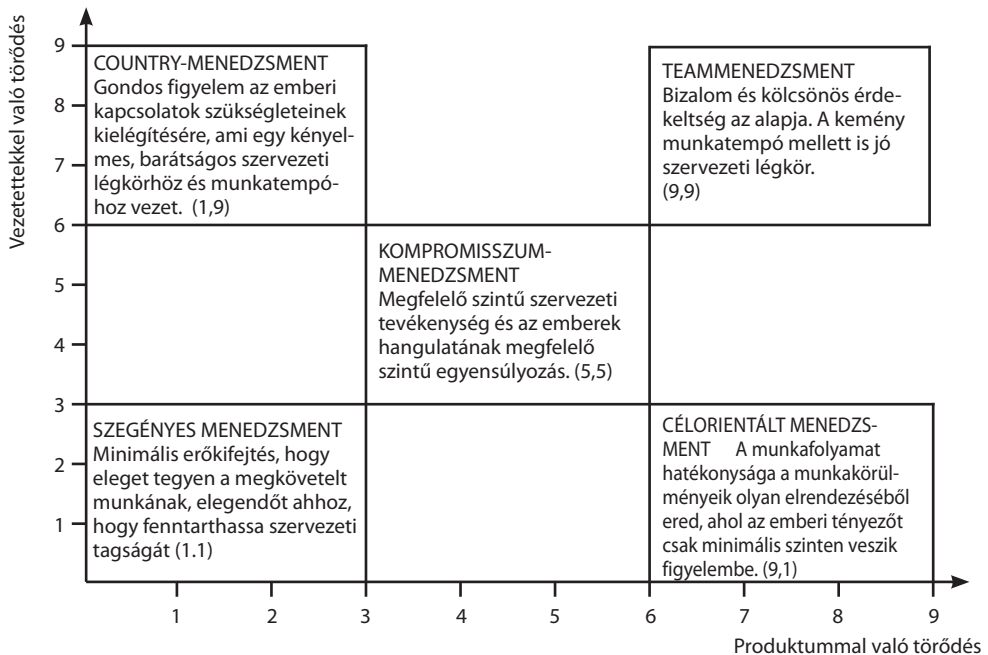 Vezetettekkel való törődés
9
8
7
6
5
4
3
2
1
COUNTRY-MENEDZSMENT
Gondos figyelem az emberi
kapcsolatok szükségleteinek
kielégítésére, ami egy kényel-
mes, barátságos szervezeti
légkörhöz és munkatempó-
hoz vezet. (1,9)
TEAMMENEDZSMENT
Bizalom és kölcsönös érde-
keltség az alapja. A kemény
munkatempó mellett is jó
szervezeti légkör.
(9,9)
KOMPROMISSZUM-
MENEDZSMENT
Megfelelő szintű szervezeti
tevékenység és az emberek
hangulatának megfelelő
szintű egyensúlyozás. (5,5)
SZEGÉNYES MENEDZSMENT
Minimális erőkifejtés, hogy
eleget tegyen a megkövetelt
munkának, elegendőt ahhoz,
hogy fenntarthassa szervezeti
tagságát (1.1)
CÉLORIENTÁLT MENEDZS-
MENT A munkafolyamat
hatékonysága a munkakörül-
ményeik olyan elrendezéséből
ered, ahol az emberi tényezőt
csak minimális szinten veszik
figyelembe. (9,1)
1 2 3 4 5 6 7 8 9
Produktummal való törődés